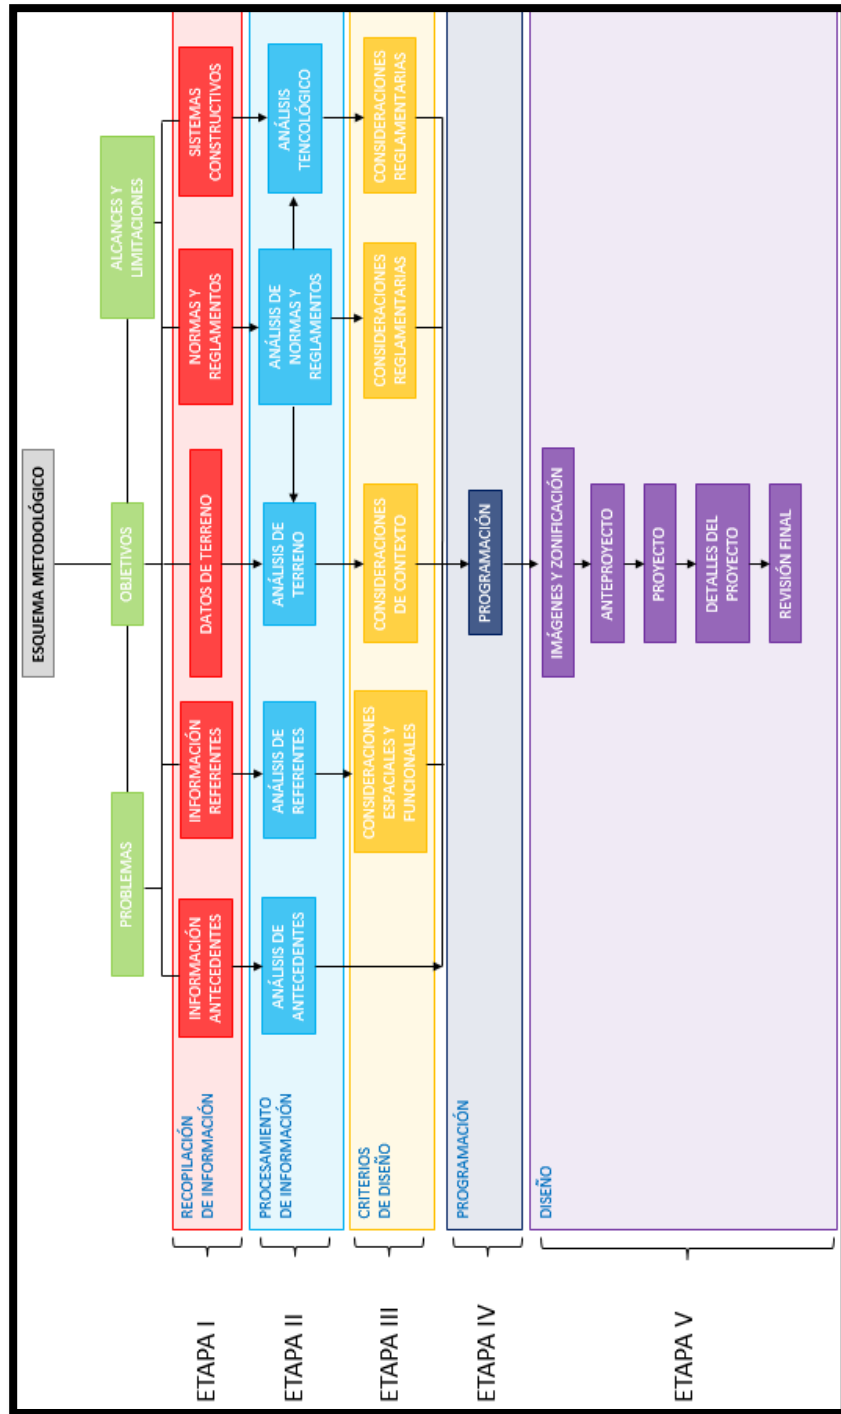 ESQUEMA METODOLÓGICO
PROBLEMAS
OBJETIVOS
ALCANCES Y
LIMITACIONES
ETAPA I
RECOPILACIÓN
DE INFORMACIÓN
INFORMACIÓN
ANTECEDENTES
INFORMACIÓN
REFERENTES
DATOS DE TERRENO
NORMAS Y
REGLAMENTOS
SISTEMAS
CONSTRUCTIVOS
ETAPA II
PROCESAMIENTO
DE INFORMACIÓN
ANÁLISIS DE
ANTECEDENTES
ANÁLISIS DE
REFERENTES
ANÁLISIS DE
TERRENO
ANÁLISIS DE
NORMAS Y
REGLAMENTOS
ANÁLISIS
TENCOLÓGICO
ETAPA III
CRITERIOS
DE DISEÑO
CONSIDERACIONES
ESPACIALES Y
FUNCIONALES
CONSIDERACIONES
DE CONTEXTO
CONSIDERACIONES
REGLAMENTARIAS
CONSIDERACIONES
REGLAMENTARIAS
ETAPA IV
PROGRAMACIÓN
PROGRAMACIÓN
ETAPA V
DISEÑO
IMÁGENES Y ZONIFICACIÓN
ANTEPROYECTO
PROYECTO
DETALLES DEL
PROYECTO
REVISIÓN FINAL